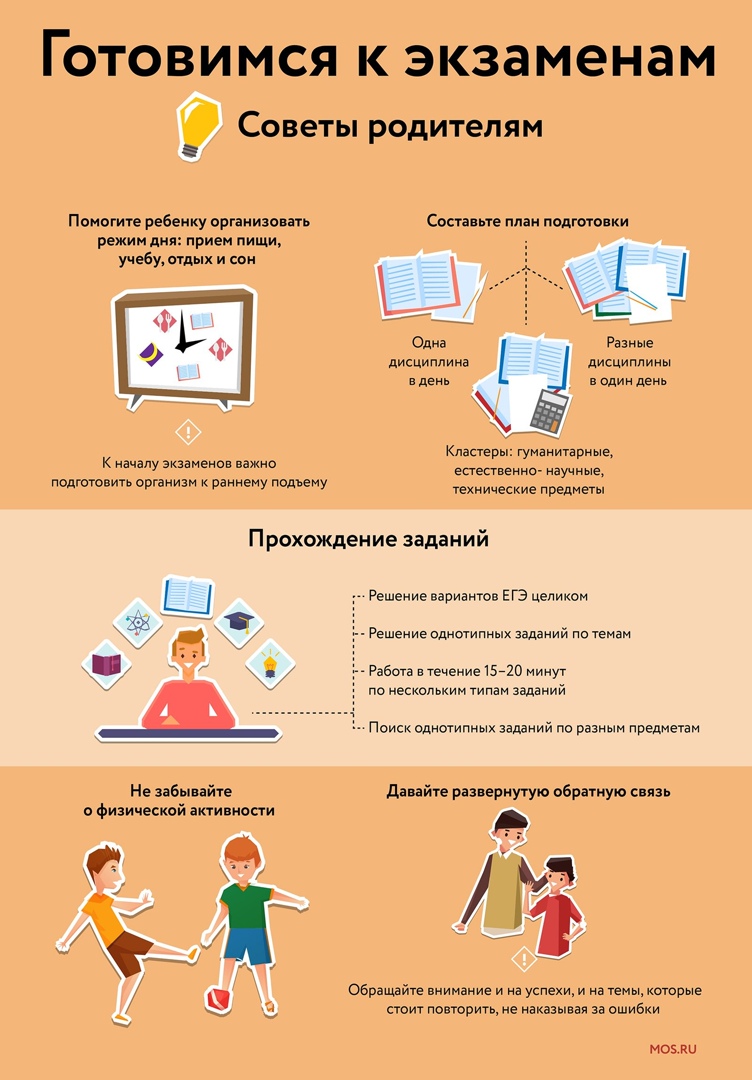 Готовимся к экзаменам
Советы родителям
Помогите ребенку организовать
режим дня: прием пищи,
учебу, отдых и сон
К началу экзаменов важно
подготовить организм к раннему подъему
Составьте план подготовки
Одна
дисциплина
в день
Разные
дисциплины
в один день
Кластеры: гуманитарные,
естественно- научные,
технические предметы
Прохождение заданий
Решение вариантов ЕГЭ целиком
Решение однотипных заданий по темам
Работа в течение 15–20 минут
по нескольким типам заданий
Поиск однотипных заданий по разным предметам
Не забывайте
о физической активности
Давайте развернутую обратную связь
Обращайте внимание и на успехи, и на темы, которые
стоит повторить, не наказывая за ошибки
MOS.RU